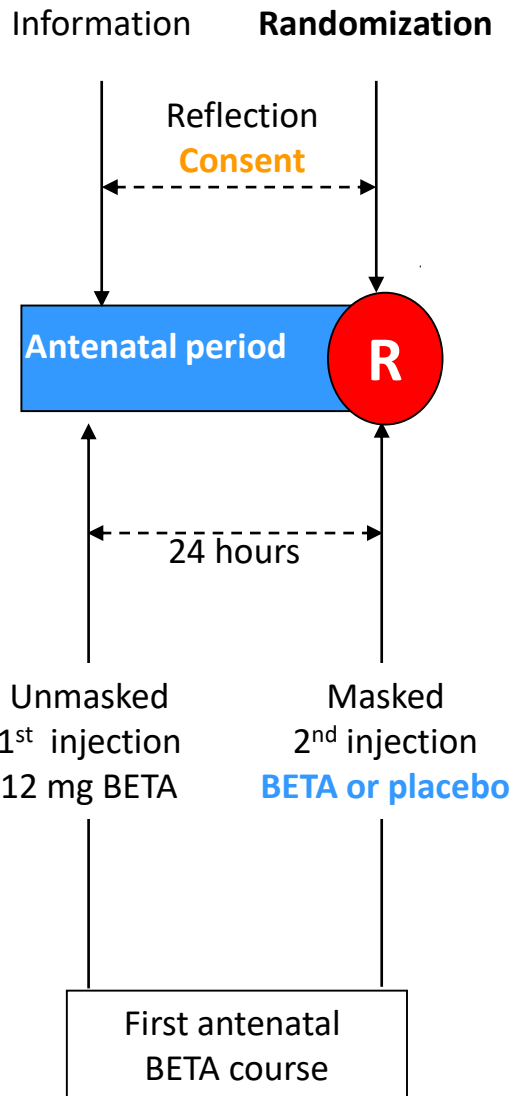 Information Randomization
Reflection
Consent
Antenatal period R
24 hours
Unmasked Masked
1st injection 2nd injection
12 mg BETA BETA or placebo
First antenatal
BETA course